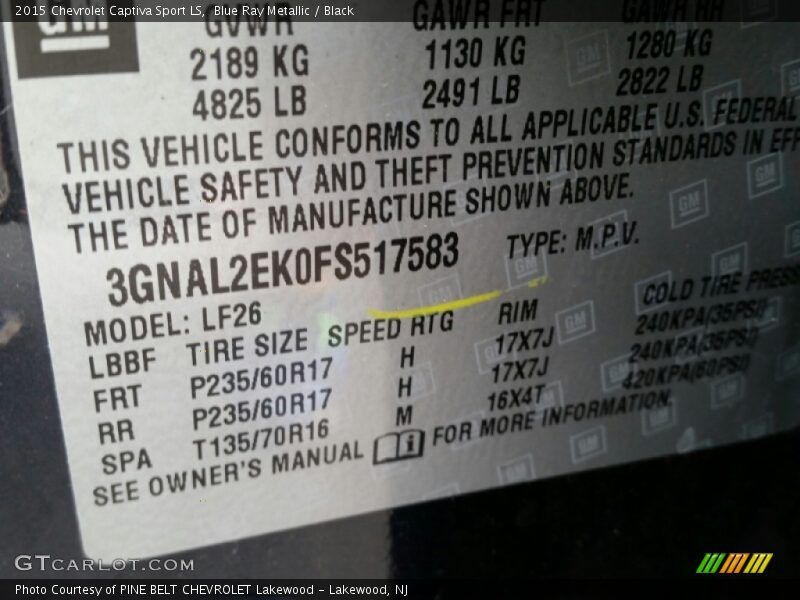 2015 Chevrolet Captiva Sport LS, Blue Ray Metallic / Black
GM
GVWR GAWR FRT GAWR RR
2189 KG 1130 KG 1280 KG
4825 LB 2491 LB 2822 LB
THIS VEHICLE CONFORMS TO ALL APPLICABLE U.S. FEDERAL
VEHICLE SAFETY AND THEFT PREVENTION STANDARDS IN EFF
THE DATE OF MANUFACTURE SHOWN ABOVE.
3GNAL2EK0FS517583 TYPE: M.P.V.
MODEL: LF26
LBBF TIRE SIZE SPEED RTG RIM COLD TIRE PRESS
FRT P235/60R17 H 17X7J 240KPA(35PSI)
RR P235/60R17 H 17X7J 240KPA(35PSI)
SPA T135/70R16 M 16X4T 420KPA(60PSI)
SEE OWNER'S MANUAL i FOR MORE INFORMATION.
GTCARLOT.COM
Photo Courtesy of PINE BELT CHEVROLET Lakewood - Lakewood, NJ